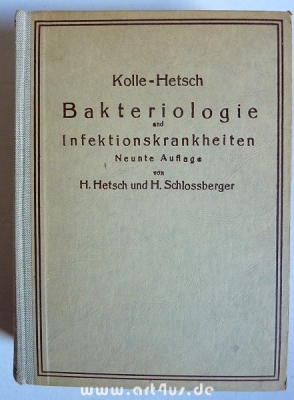 Kolle-Hetsch
Bakteriologie
und
Infektionskrankheiten
Neunte Auflage
von
H. Hetsch und H. Schlossberger
www.art4us.de